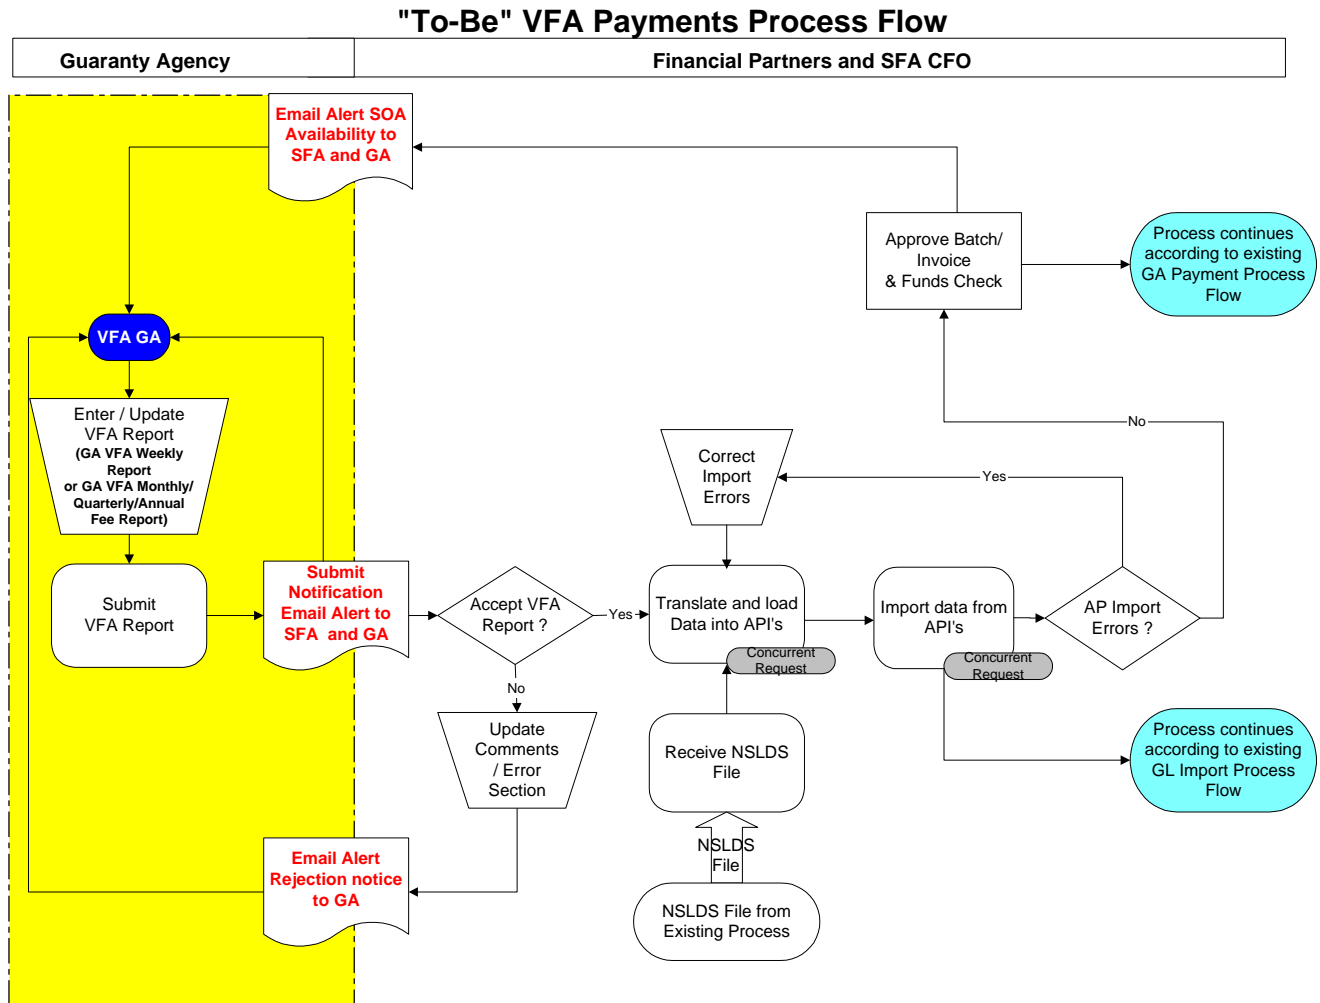 "To-Be" VFA Payments Process Flow
Guaranty Agency
Financial Partners and SFA CFO
Email Alert SOA
Availability to
SFA and GA
Approve Batch/
Invoice
& Funds Check
Process continues
according to existing
GA Payment Process
Flow
VFA GA
Enter / Update
VFA Report
(GA VFA Weekly
Report
or GA VFA Monthly/
Quarterly/Annual
Fee Report)
No
Correct
Import
Errors
Yes
Submit
VFA Report
Submit
Notification
Email Alert to
SFA and GA
Accept VFA
Report ?
Yes
Translate and load
Data into API's
Concurrent
Request
Import data from
API's
Concurrent
Request
AP Import
Errors ?
No
Update
Comments
/ Error
Section
Receive NSLDS
File
Process continues
according to existing
GL Import Process
Flow
NSLDS
File
Email Alert
Rejection notice
to GA
NSLDS File from
Existing Process